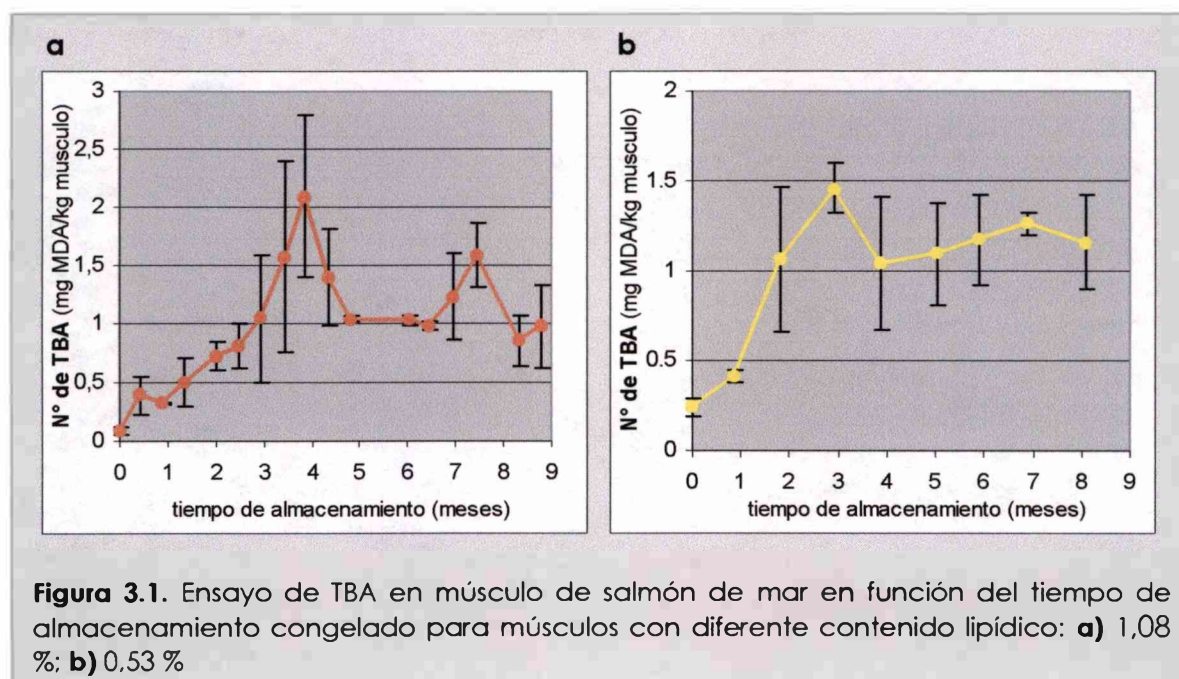 a
3
2,5
2
1,5
1
0,5
0
N° de TBA (mg MDA/kg musculo)
0 1 2 3 4 5 6 7 8 9
tiempo de almacenamiento (meses)
b
2
1.5
1
0.5
0
N° de TBA (mg MDA/kg musculo)
0 1 2 3 4 5 6 7 8 9
tiempo de almacenamiento (meses)
Figura 3.1. Ensayo de TBA en músculo de salmón de mar en función del tiempo de
almacenamiento congelado para músculos con diferente contenido lipídico: a) 1,08
%; b) 0,53 %